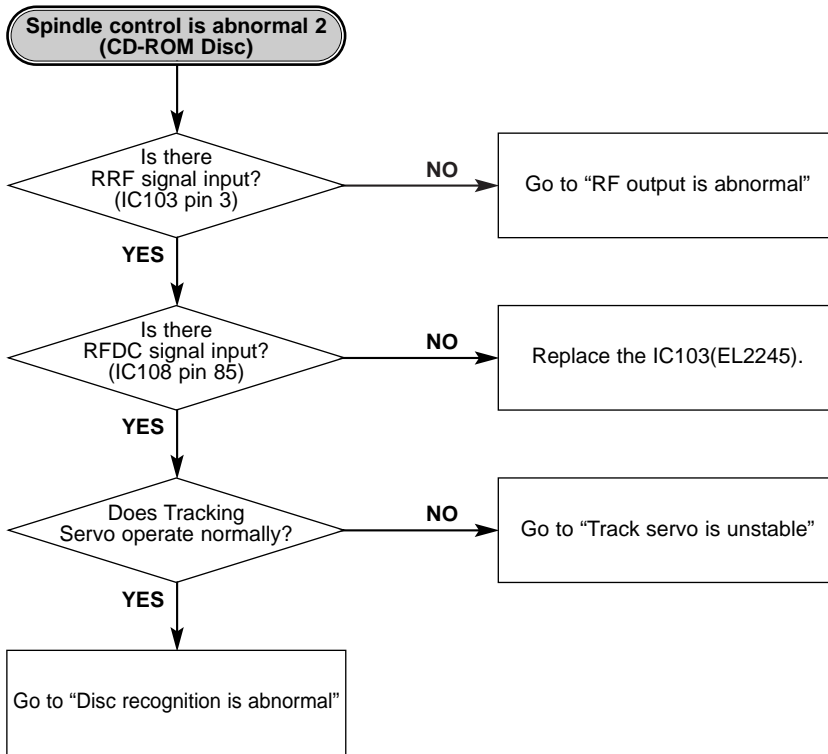 Spindle control is abnormal 2
(CD-ROM Disc)
Is there
RRF signal input?
(IC103 pin 3)
NO
Go to “RF output is abnormal”
YES
Is there
RFDC signal input?
(IC108 pin 85)
NO
Replace the IC103(EL2245).
YES
Does Tracking
Servo operate normally?
NO
Go to “Track servo is unstable”
YES
Go to “Disc recognition is abnormal”